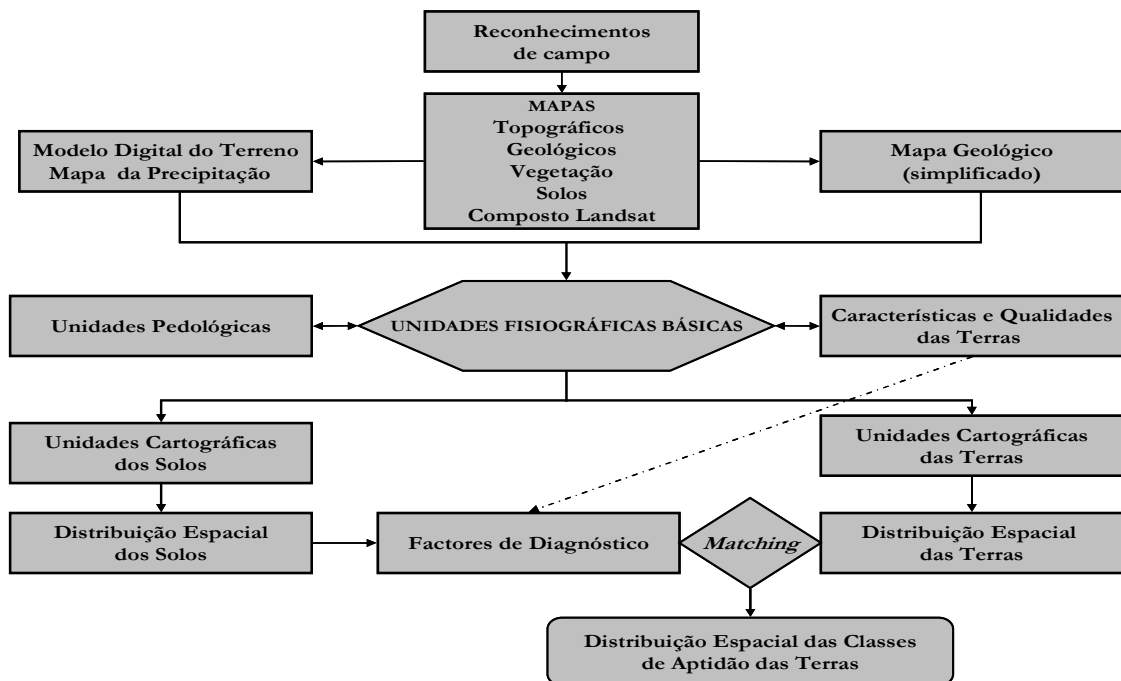 Reconhecimentos
de campo
MAPAS
Topográficos
Geológicos
Vegetação
Solos
Composto Landsat
Modelo Digital do Terreno
Mapa da Precipitação
Mapa Geológico
(simplificado)
Unidades Pedológicas
UNIDADES FISIOGRÁFICAS BÁSICAS
Características e Qualidades
das Terras
Unidades Cartográficas
dos Solos
Unidades Cartográficas
das Terras
Distribuição Espacial
dos Solos
Factores de Diagnóstico
Matching
Distribuição Espacial
das Terras
Distribuição Espacial das Classes
de Aptidão das Terras